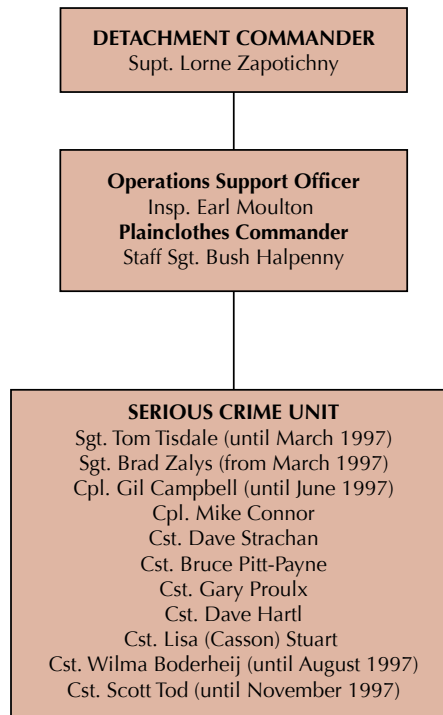 DETACHMENT COMMANDER
Supt. Lorne Zapotichny
Operations Support Officer
Insp. Earl Moulton
Plainclothes Commander
Staff Sgt. Bush Halpenny
SERIOUS CRIME UNIT
Sgt. Tom Tisdale (until March 1997)
Sgt. Brad Zalys (from March 1997)
Cpl. Gil Campbell (until June 1997)
Cpl. Mike Connor
Cst. Dave Strachan
Cst. Bruce Pitt-Payne
Cst. Gary Proulx
Cst. Dave Hartl
Cst. Lisa (Casson) Stuart
Cst. Wilma Boderheij (until August 1997)
Cst. Scott Tod (until November 1997)